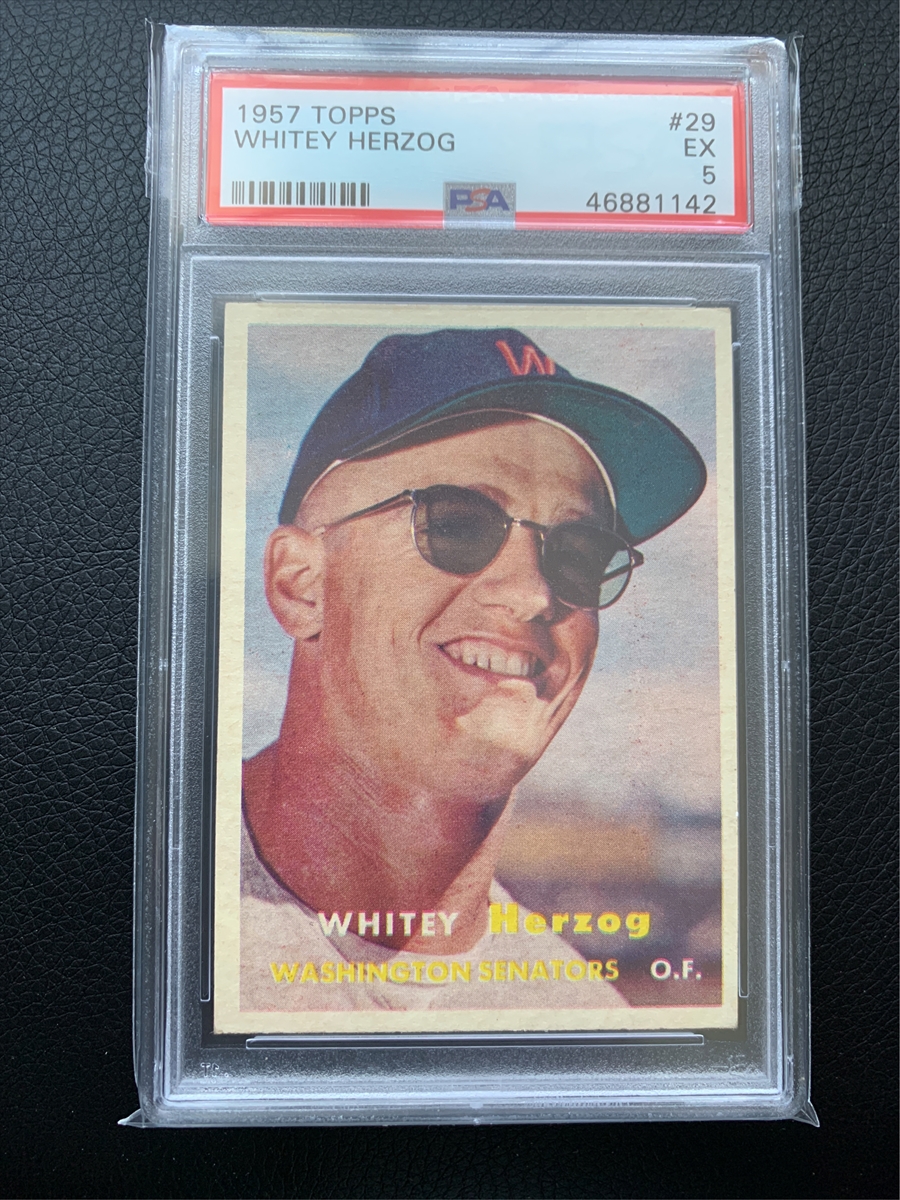 1957 TOPPS #29
WHITEY HERZOG EX
5
PSA 46881142
W
WHITEY Herzog
WASHINGTON SENATORS O.F.